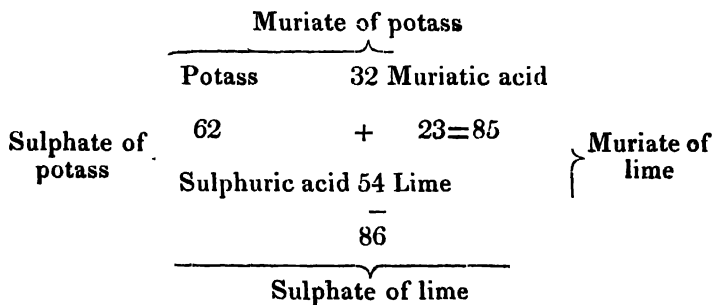 Muriate of potass
Potass 32 Muriatic acid
Sulphate of potass
62 + 23=85
Muriate of lime
Sulphuric acid 54 Lime
86
Sulphate of lime